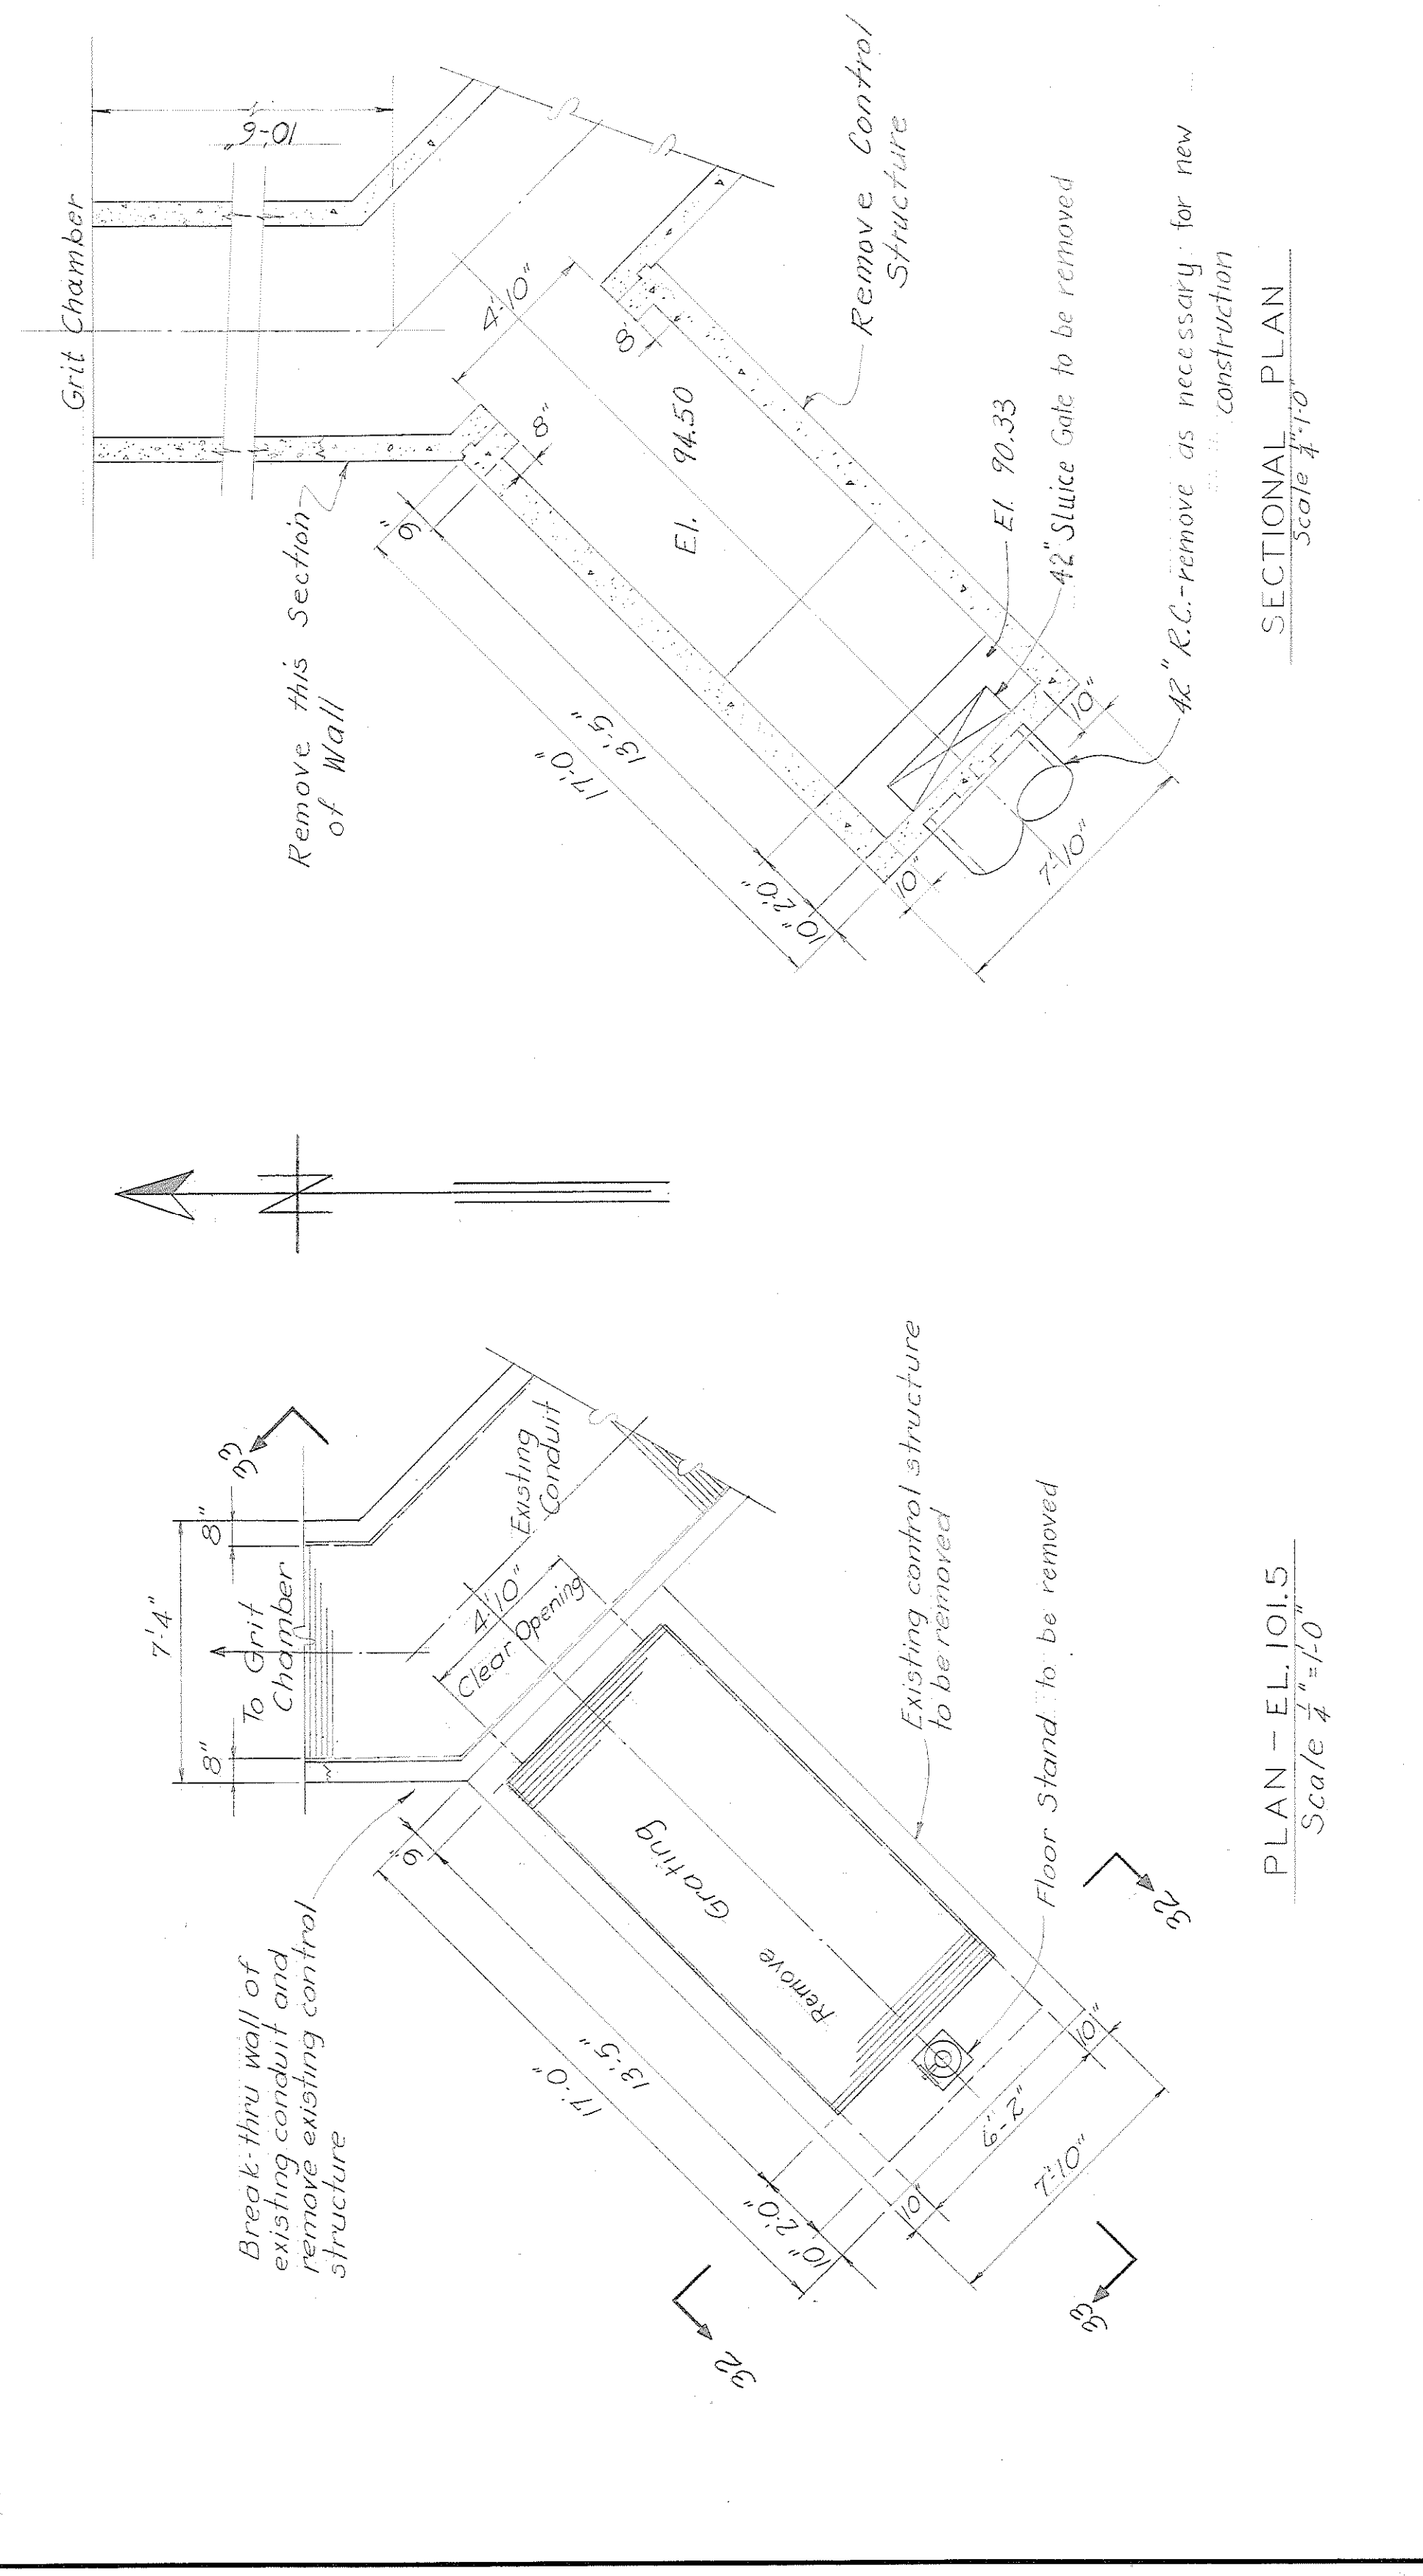 Break-thru wall of
existing conduit and
remove existing control
structure
7'-4"
8"
8"
To Grit
Chamber
33
Existing
Conduit
4'-10"
Clear Opening
9"
17'-0"
13'-5"
2'-0"
10"
Remove
Grating
10"
6'-2"
10"
7'-10"
Existing control structure
to be removed
Floor Stand to be removed
32
32
33
PLAN - EL. 101.5
Scale 1/4" = 1'-0"
N
Grit Chamber
10'-6"
Remove this Section
of Wall
9"
8"
4'-10"
8"
17'-0"
13'-5"
2'-0"
10"
El. 94.50
Remove Control
Structure
El. 90.33
42" Sluice Gate to be removed
10"
10"
7'-10"
42" R.C.-remove as necessary for new
construction
SECTIONAL PLAN
Scale 1/4"=1'-0"